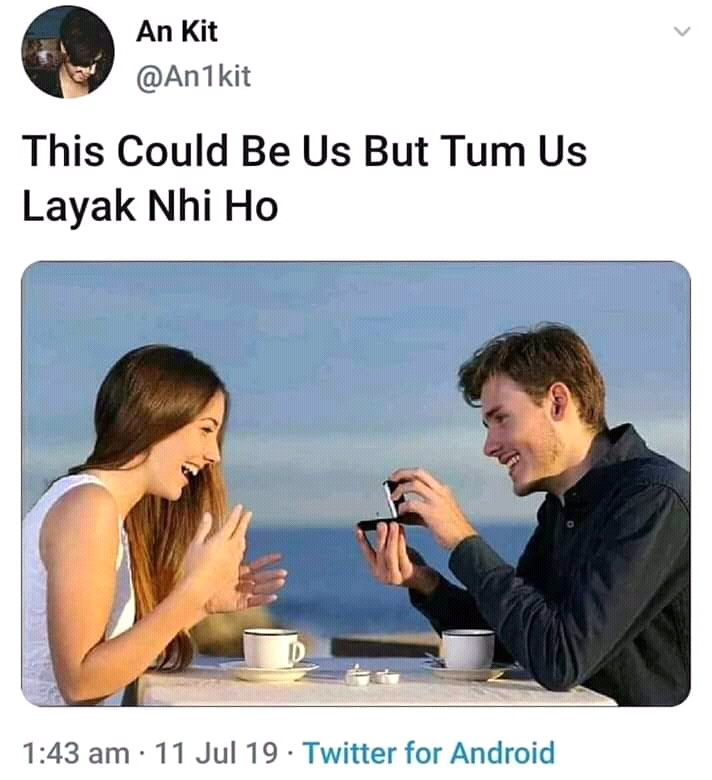 An Kit
@An1kit
This Could Be Us But Tum Us
Layak Nhi Ho
1:43 am · 11 Jul 19 · Twitter for Android